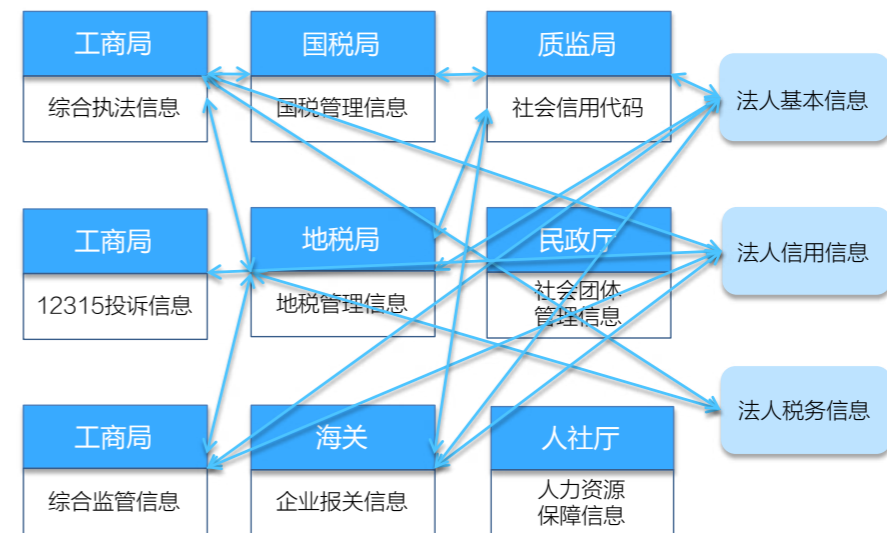 工商局
国税局
质监局
综合执法信息
国税管理信息
社会信用代码
法人基本信息
工商局
地税局
民政厅
12315投诉信息
地税管理信息
社会团体
管理信息
法人信用信息
工商局
海关
人社厅
综合监管信息
企业报关信息
人力资源
保障信息
法人税务信息